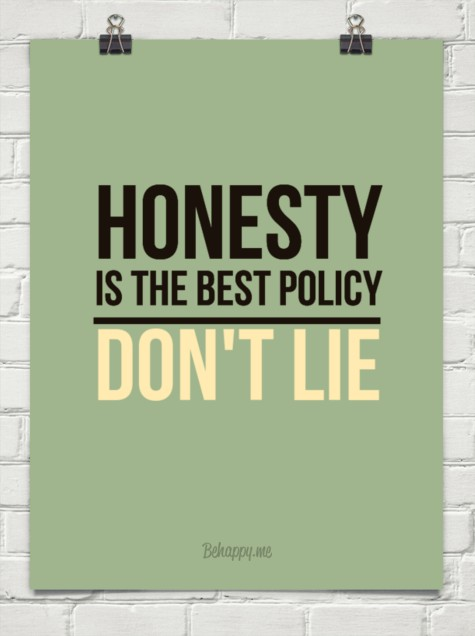 HONESTY
IS THE BEST POLICY
DON'T LIE
Behappy.me